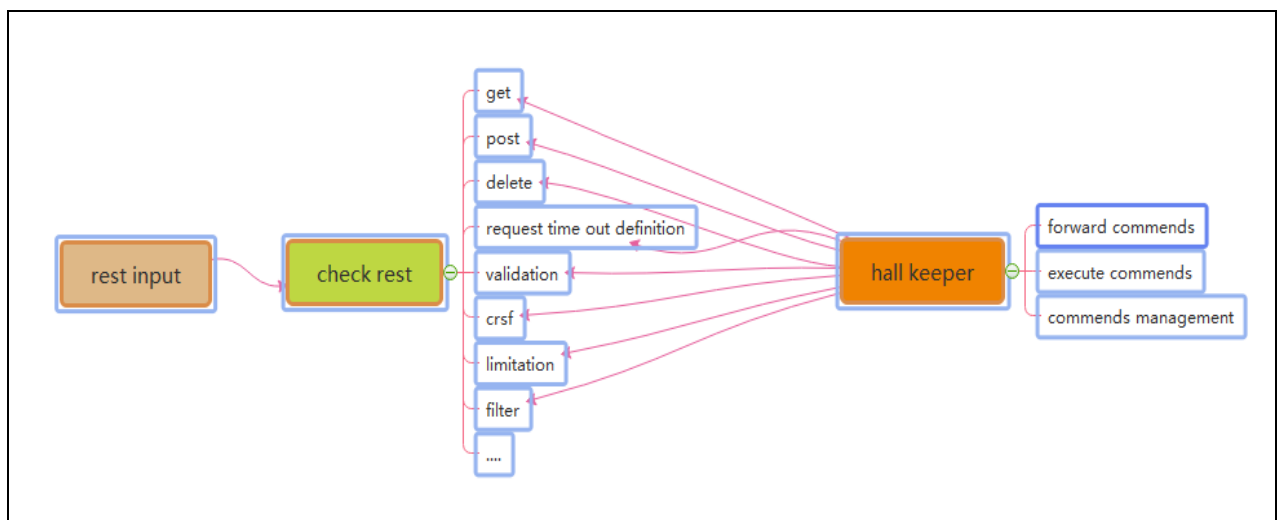 rest input
check rest
get
post
delete
request time out definition
validation
crsf
limitation
filter
....
hall keeper
forward commends
execute commends
commends management